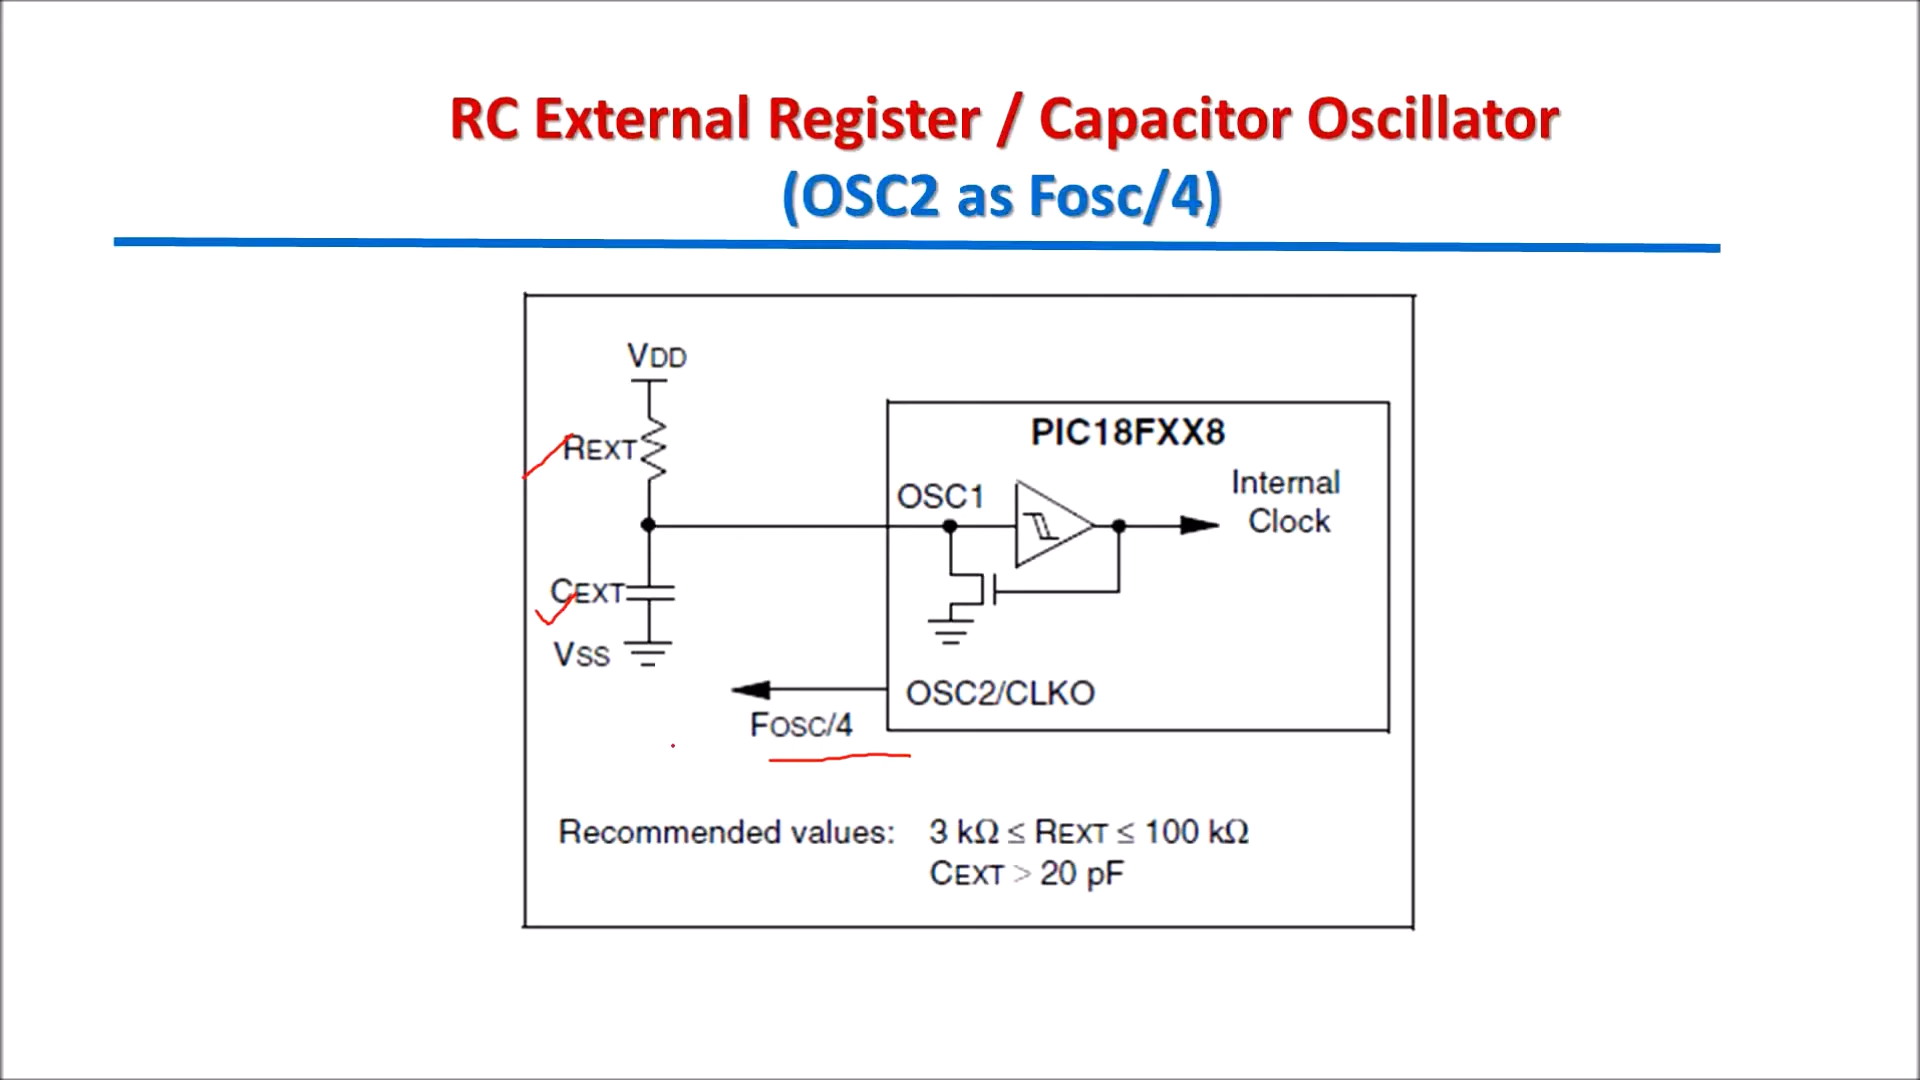 RC External Register / Capacitor Oscillator
(OSC2 as Fosc/4)
VDD
REXT
CEXT
VSS
PIC18FXX8
OSC1
Internal
Clock
OSC2/CLKO
FOSC/4
Recommended values: 3 kΩ ≤ REXT ≤ 100 kΩ
CEXT > 20 pF